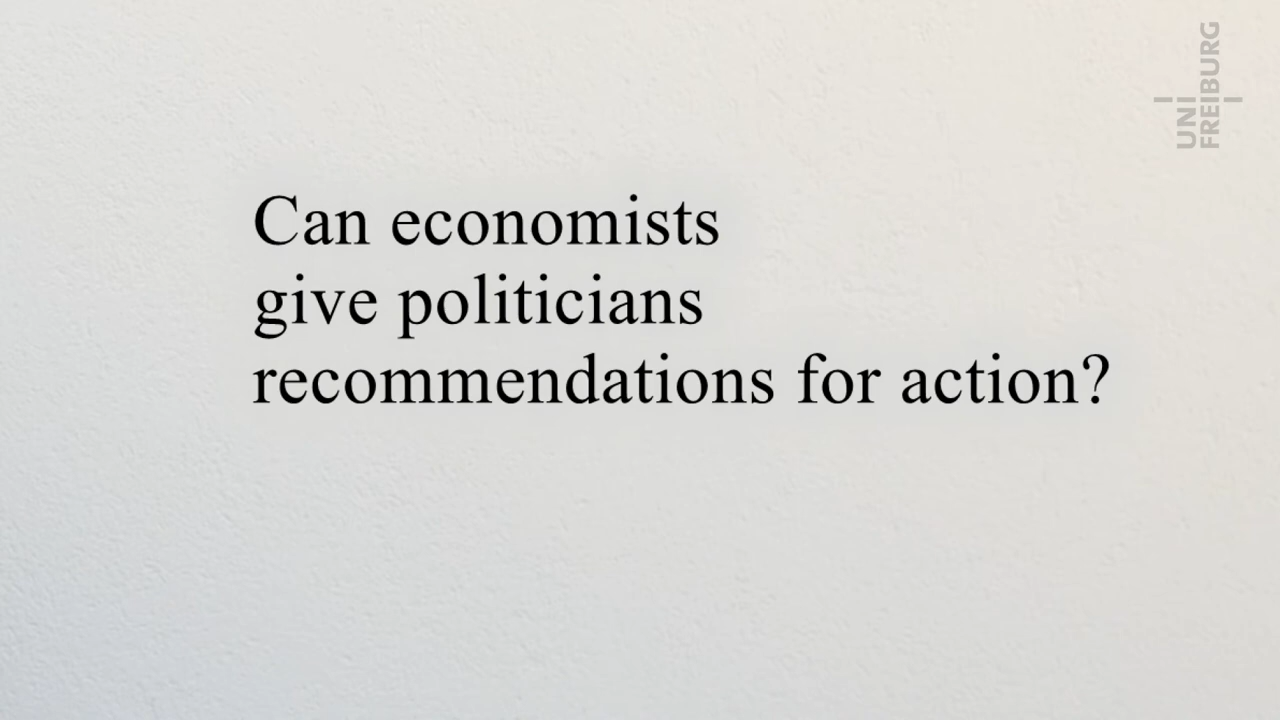 Can economists
give politicians
recommendations for action?
UNI
FREIBURG